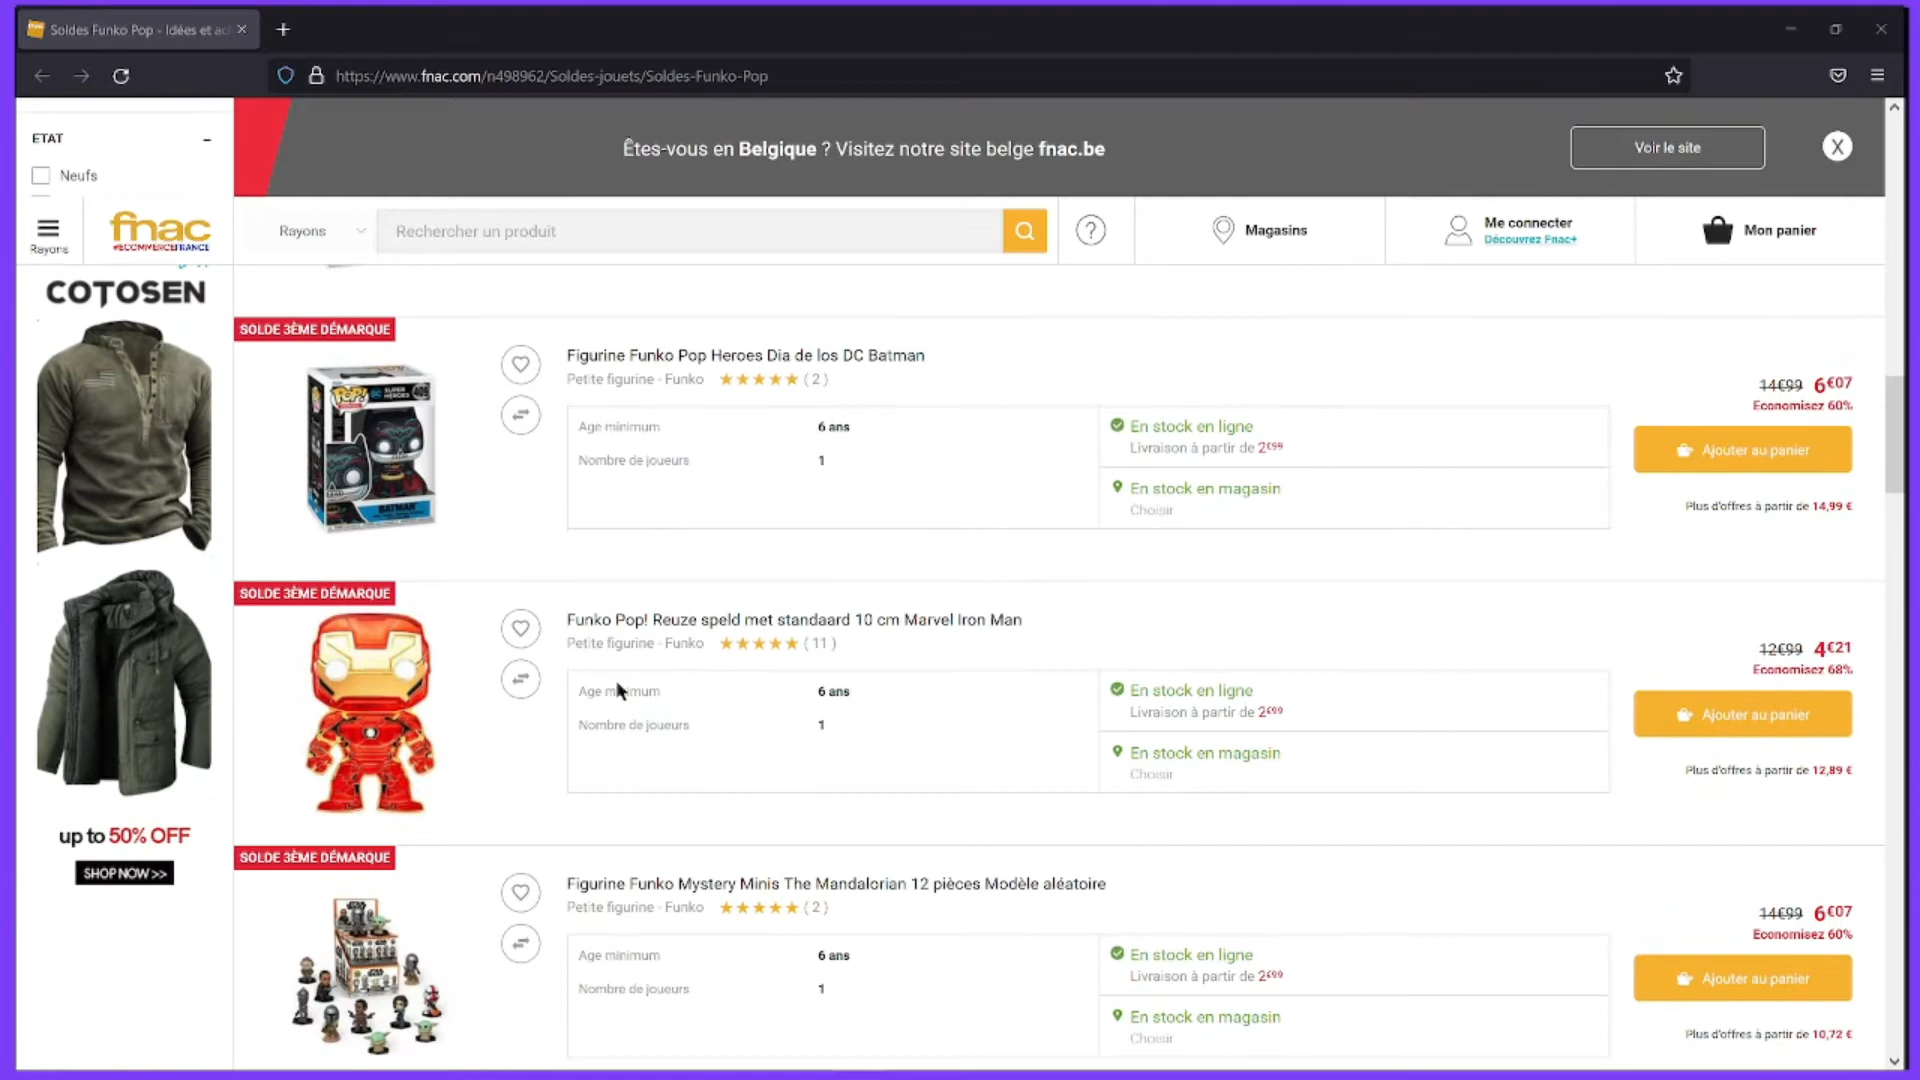 Soldes Funko Pop - Idées et ac
https://www.fnac.com/n498962/Soldes-jouets/Soldes-Funko-Pop
ETAT
Neufs
Êtes-vous en Belgique ? Visitez notre site belge fnac.be
Voir le site
X
Rayons
fnac
#ECOMMERCEFRANCE
Rayons
Rechercher un produit
?
Magasins
Me connecter
Découvrez Fnac+
Mon panier
COTOSEN
up to 50% OFF
SHOP NOW >>
SOLDE 3ÈME DÉMARQUE
POP!
SUPER HEROES
409
BATMAN
Figurine Funko Pop Heroes Dia de los DC Batman
Petite figurine - Funko ( 2 )
Age minimum 6 ans
Nombre de joueurs 1
En stock en ligne
Livraison à partir de 2€99
En stock en magasin
Choisir
14€99 6€07
Economisez 60%
Ajouter au panier
Plus d'offres à partir de 14,99 €
SOLDE 3ÈME DÉMARQUE
Funko Pop! Reuze speld met standaard 10 cm Marvel Iron Man
Petite figurine - Funko ( 11 )
Age minimum 6 ans
Nombre de joueurs 1
En stock en ligne
Livraison à partir de 2€99
En stock en magasin
Choisir
12€99 4€21
Economisez 68%
Ajouter au panier
Plus d'offres à partir de 12,89 €
SOLDE 3ÈME DÉMARQUE
Figurine Funko Mystery Minis The Mandalorian 12 pièces Modèle aléatoire
Petite figurine - Funko ( 2 )
Age minimum 6 ans
Nombre de joueurs 1
En stock en ligne
Livraison à partir de 2€99
En stock en magasin
Choisir
14€99 6€07
Economisez 60%
Ajouter au panier
Plus d'offres à partir de 10,72 €